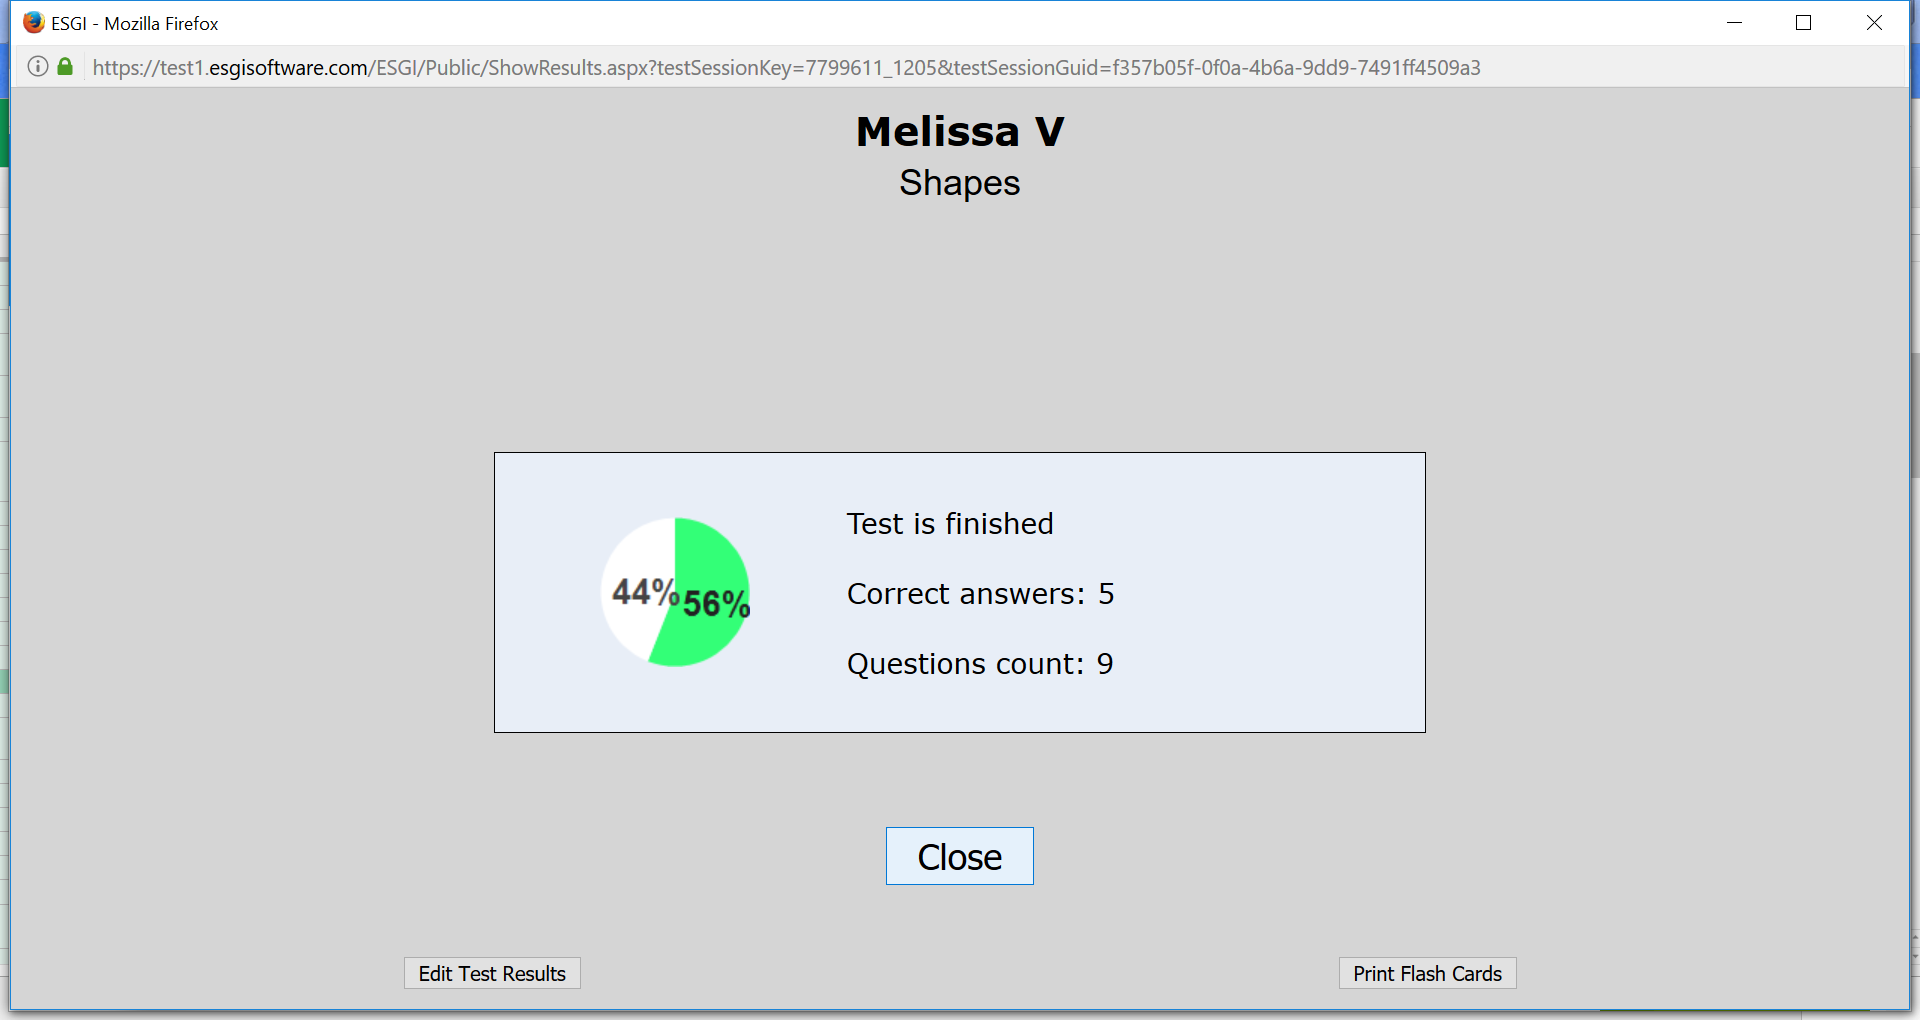 ESGI - Mozilla Firefox
https://test1.esgisoftware.com/ESGI/Public/ShowResults.aspx?testSessionKey=7799611_1205&testSessionGuid=f357b05f-0f0a-4b6a-9dd9-7491ff4509a3
Melissa V
Shapes
44%
56%
Test is finished
Correct answers: 5
Questions count: 9
Close
Edit Test Results
Print Flash Cards